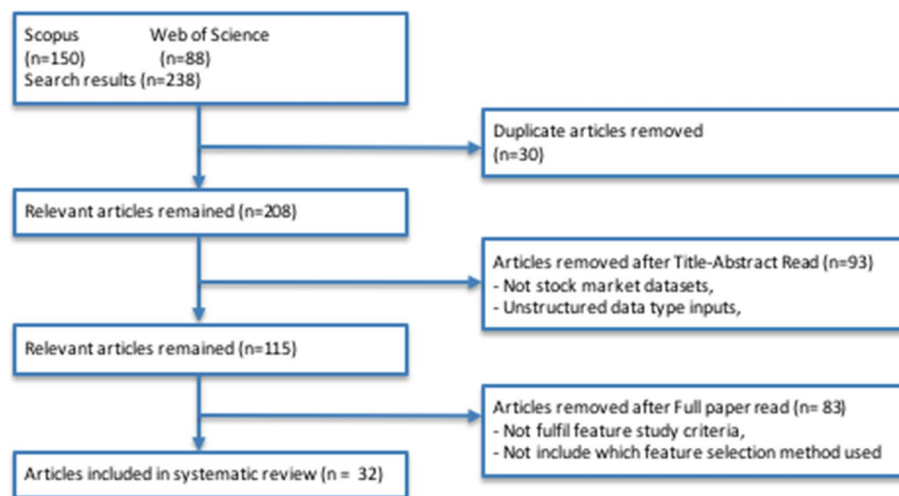 Scopus Web of Science
(n=150) (n=88)
Search results (n=238)
Duplicate articles removed
(n=30)
Relevant articles remained (n=208)
Articles removed after Title-Abstract Read (n=93)
- Not stock market datasets,
- Unstructured data type inputs,
Relevant articles remained (n=115)
Articles removed after Full paper read (n= 83)
- Not fulfil feature study criteria,
- Not include which feature selection method used
Articles included in systematic review (n = 32)